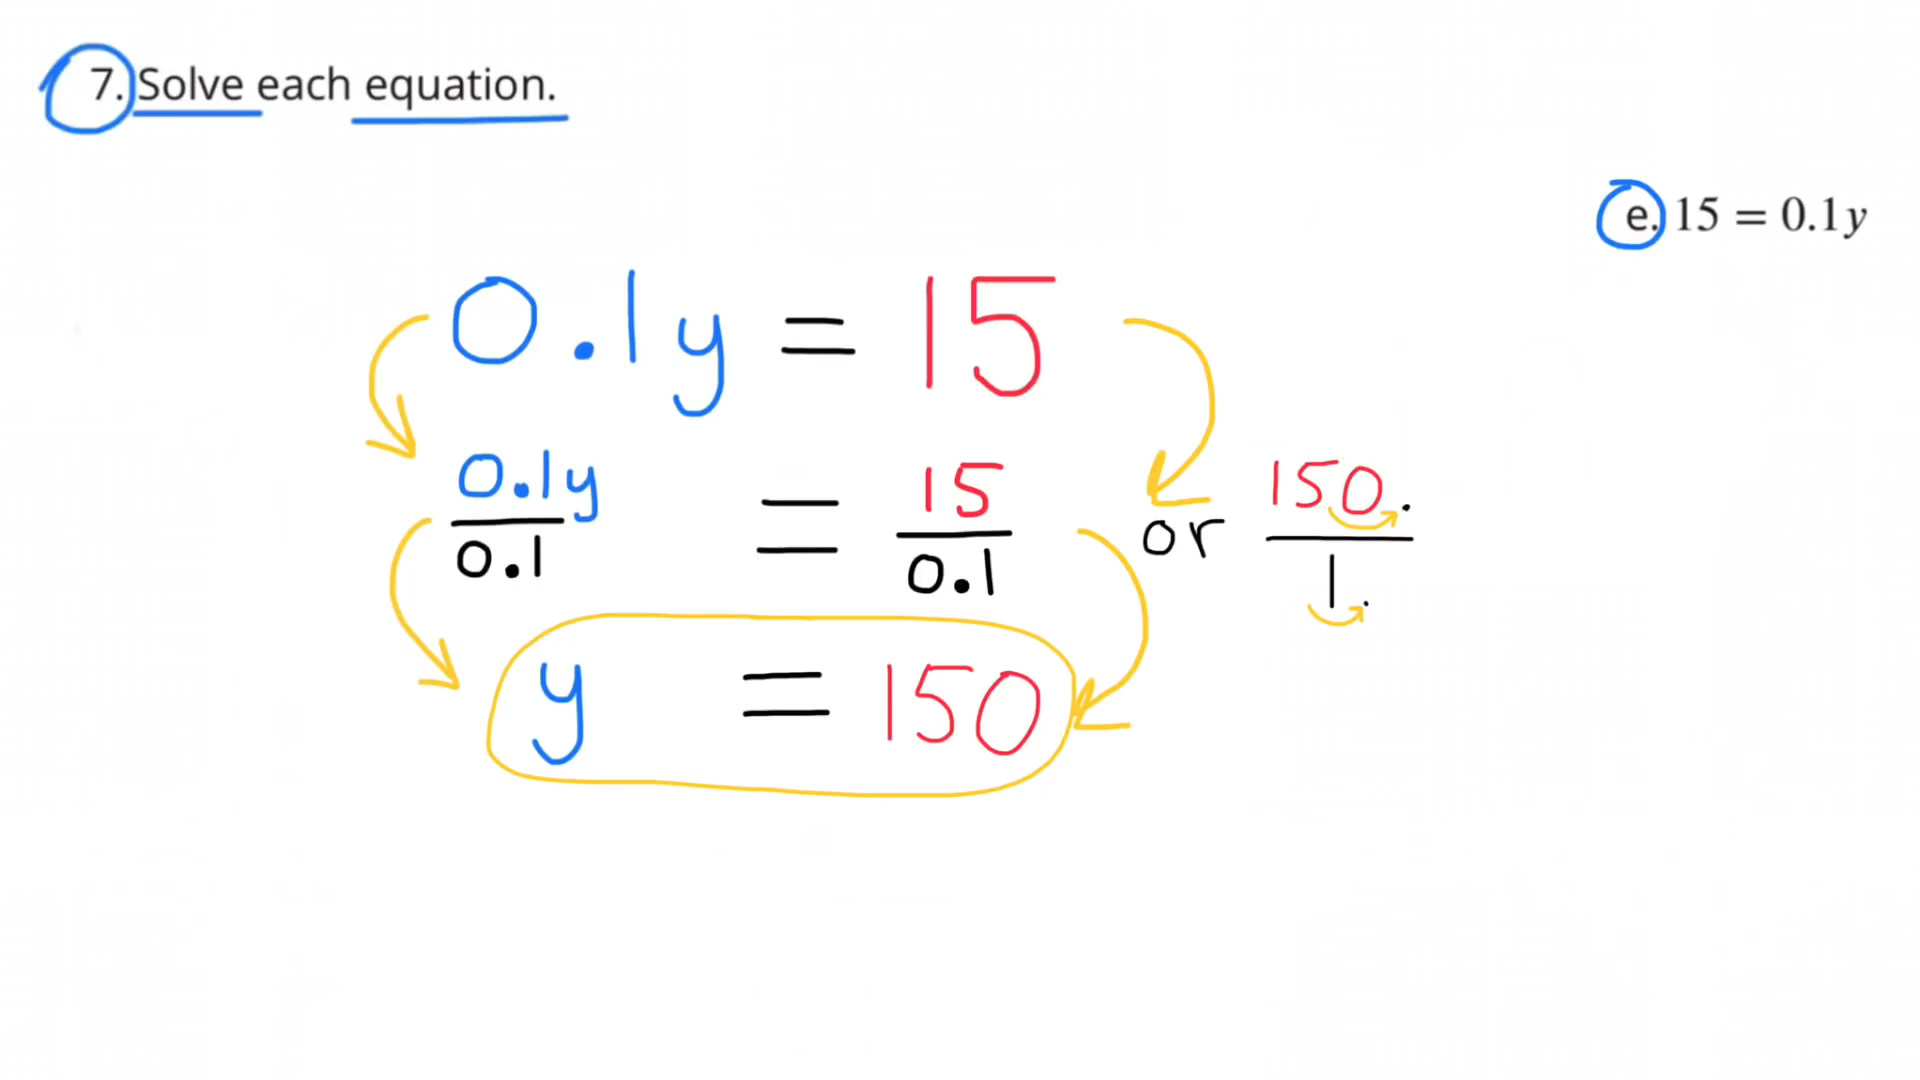 7. Solve each equation.
e. 15 = 0.1y
0.1y = 15
0.1y/0.1 = 15/0.1 or 150./1.
y = 150